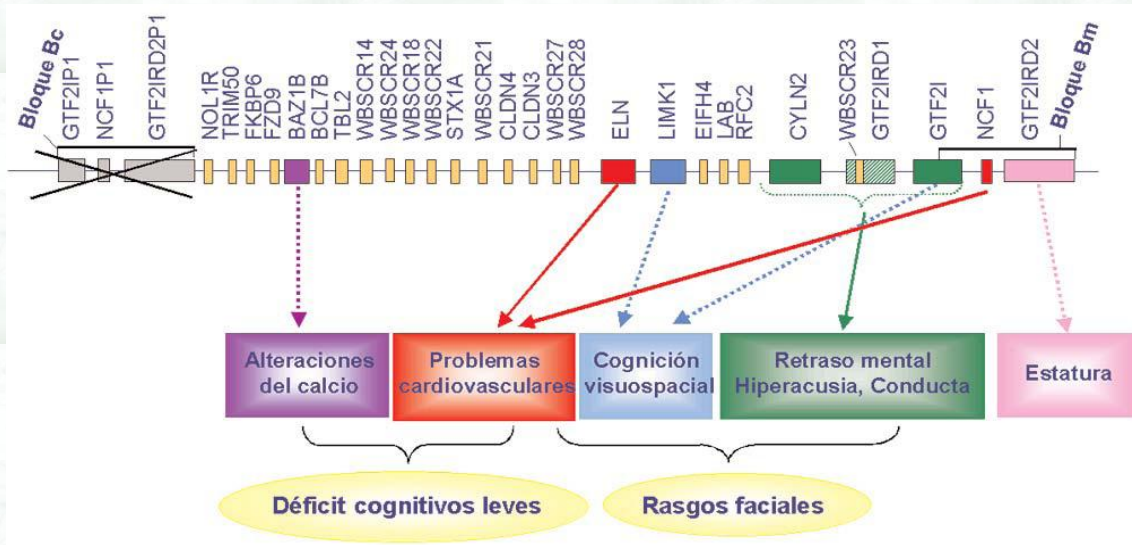 Bloque Bc
GTF2IP1
NCF1P1
GTF2IRD2P1
NOL1R
TRIM50
FKBP6
FZD9
BAZ1B
BCL7B
TBL2
WBSCR14
WBSCR24
WBSCR18
WBSCR22
STX1A
WBSCR21
CLDN4
CLDN3
WBSCR27
WBSCR28
ELN
LIMK1
EIFH4
LAB
RFC2
CYLN2
WBSCR23
GTF2IRD1
GTF2I
NCF1
GTF2IRD2
Bloque Bm
Alteraciones
del calcio
Problemas
cardiovasculares
Cognición
visuospacial
Retraso mental
Hiperacusia, Conducta
Estatura
Déficit cognitivos leves
Rasgos faciales